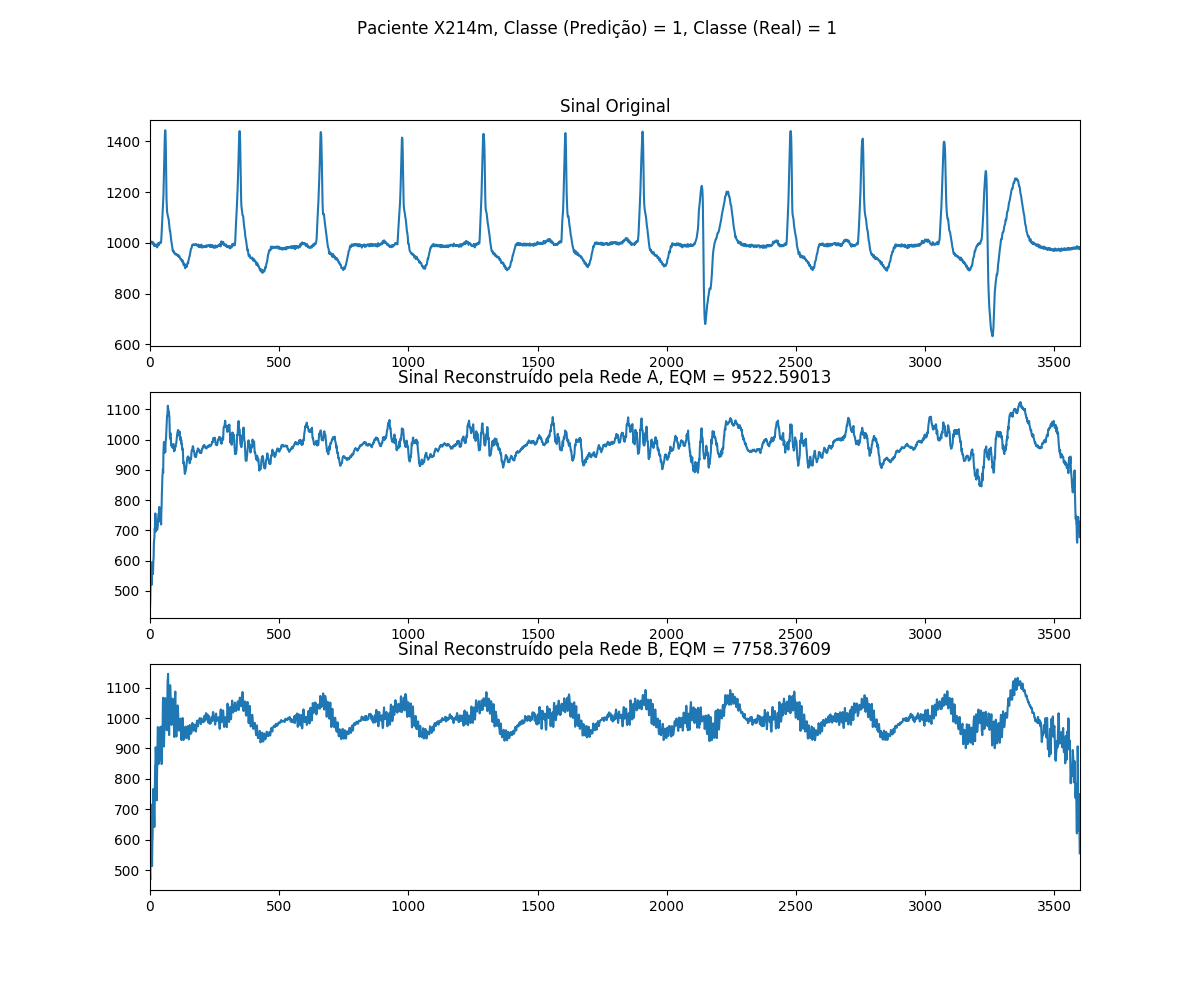 Paciente X214m, Classe (Predição) = 1, Classe (Real) = 1
Sinal Original
1400
1200
1000
800
600
0 500 1000 1500 2000 2500 3000 3500
Sinal Reconstruído pela Rede A, EQM = 9522.59013
1100
1000
900
800
700
600
500
0 500 1000 1500 2000 2500 3000 3500
Sinal Reconstruído pela Rede B, EQM = 7758.37609
1100
1000
900
800
700
600
500
0 500 1000 1500 2000 2500 3000 3500